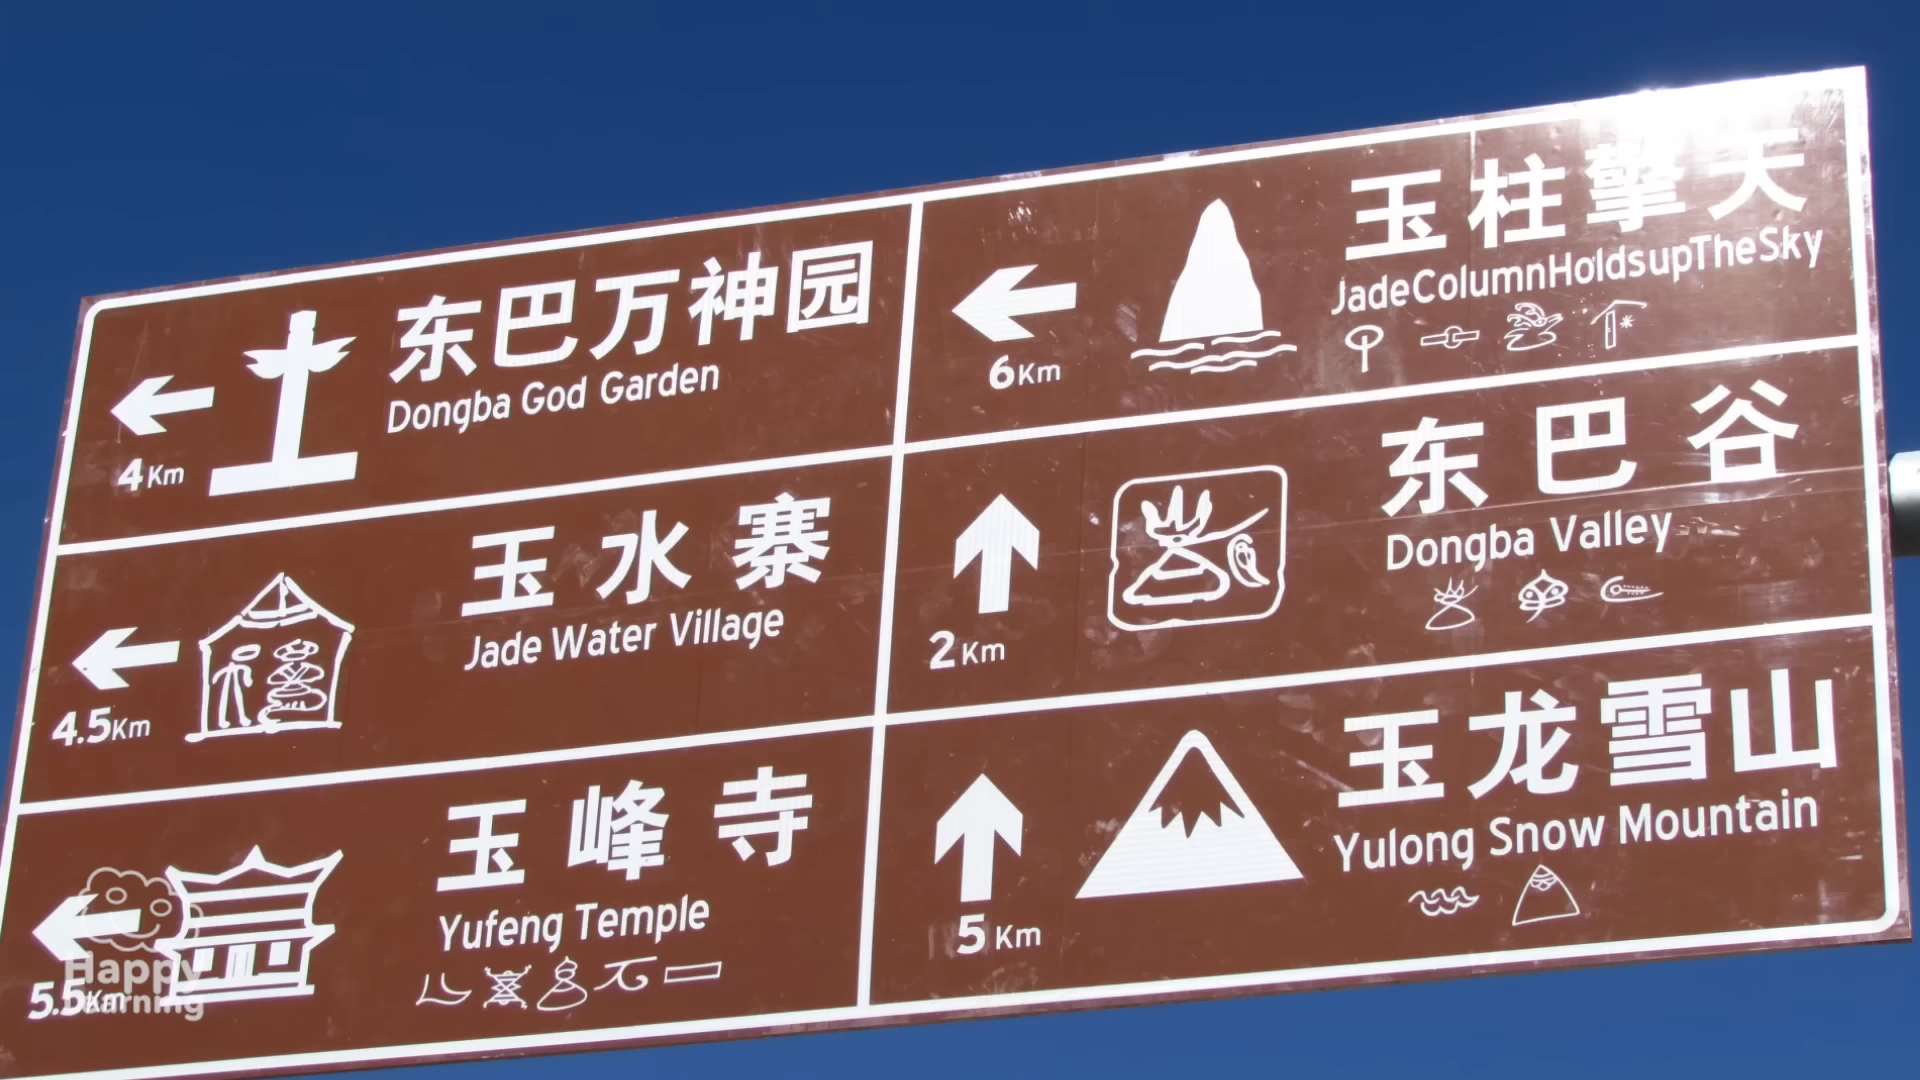 东巴万神园
Dongba God Garden
4Km
玉水寨
Jade Water Village
4.5Km
玉峰寺
Yufeng Temple
5.5Km
玉柱擎天
JadeColumnHoldsupTheSky
6Km
东巴谷
Dongba Valley
2Km
玉龙雪山
Yulong Snow Mountain
5Km
Happy
Learning